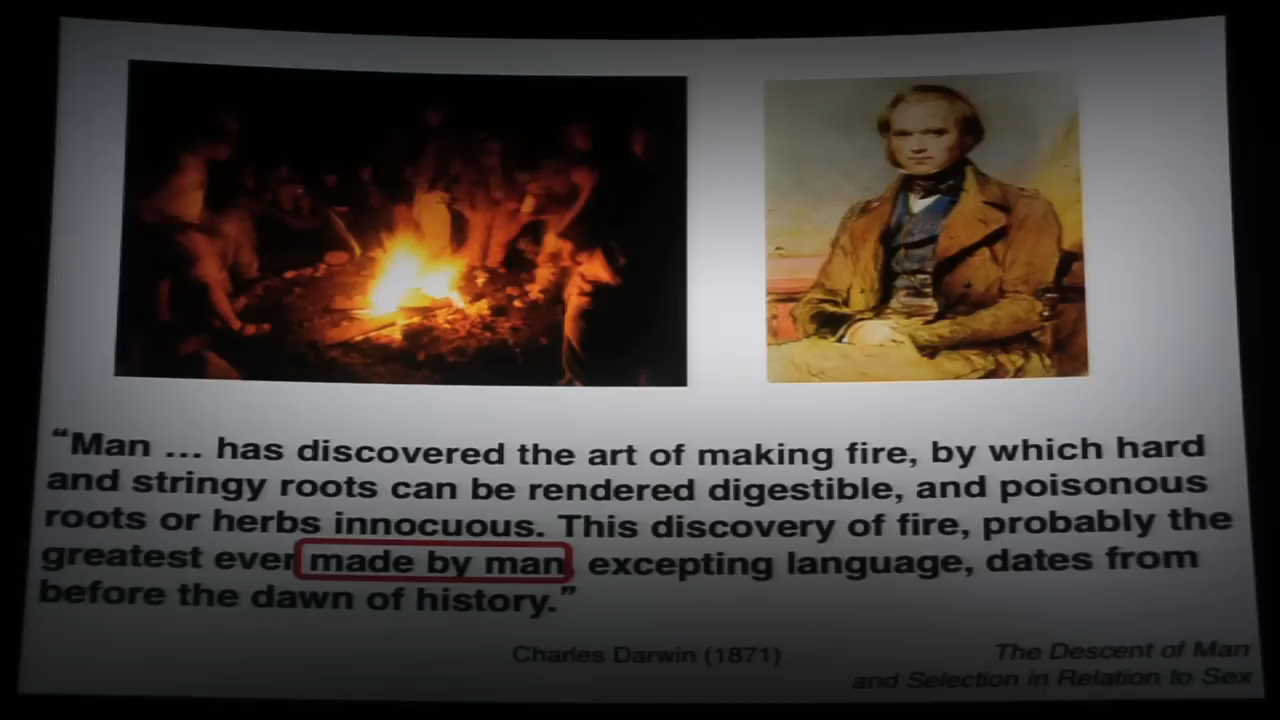 “Man ... has discovered the art of making fire, by which hard
and stringy roots can be rendered digestible, and poisonous
roots or herbs innocuous. This discovery of fire, probably the
greatest ever made by man excepting language, dates from
before the dawn of history.”
Charles Darwin (1871)
The Descent of Man
and Selection in Relation to Sex